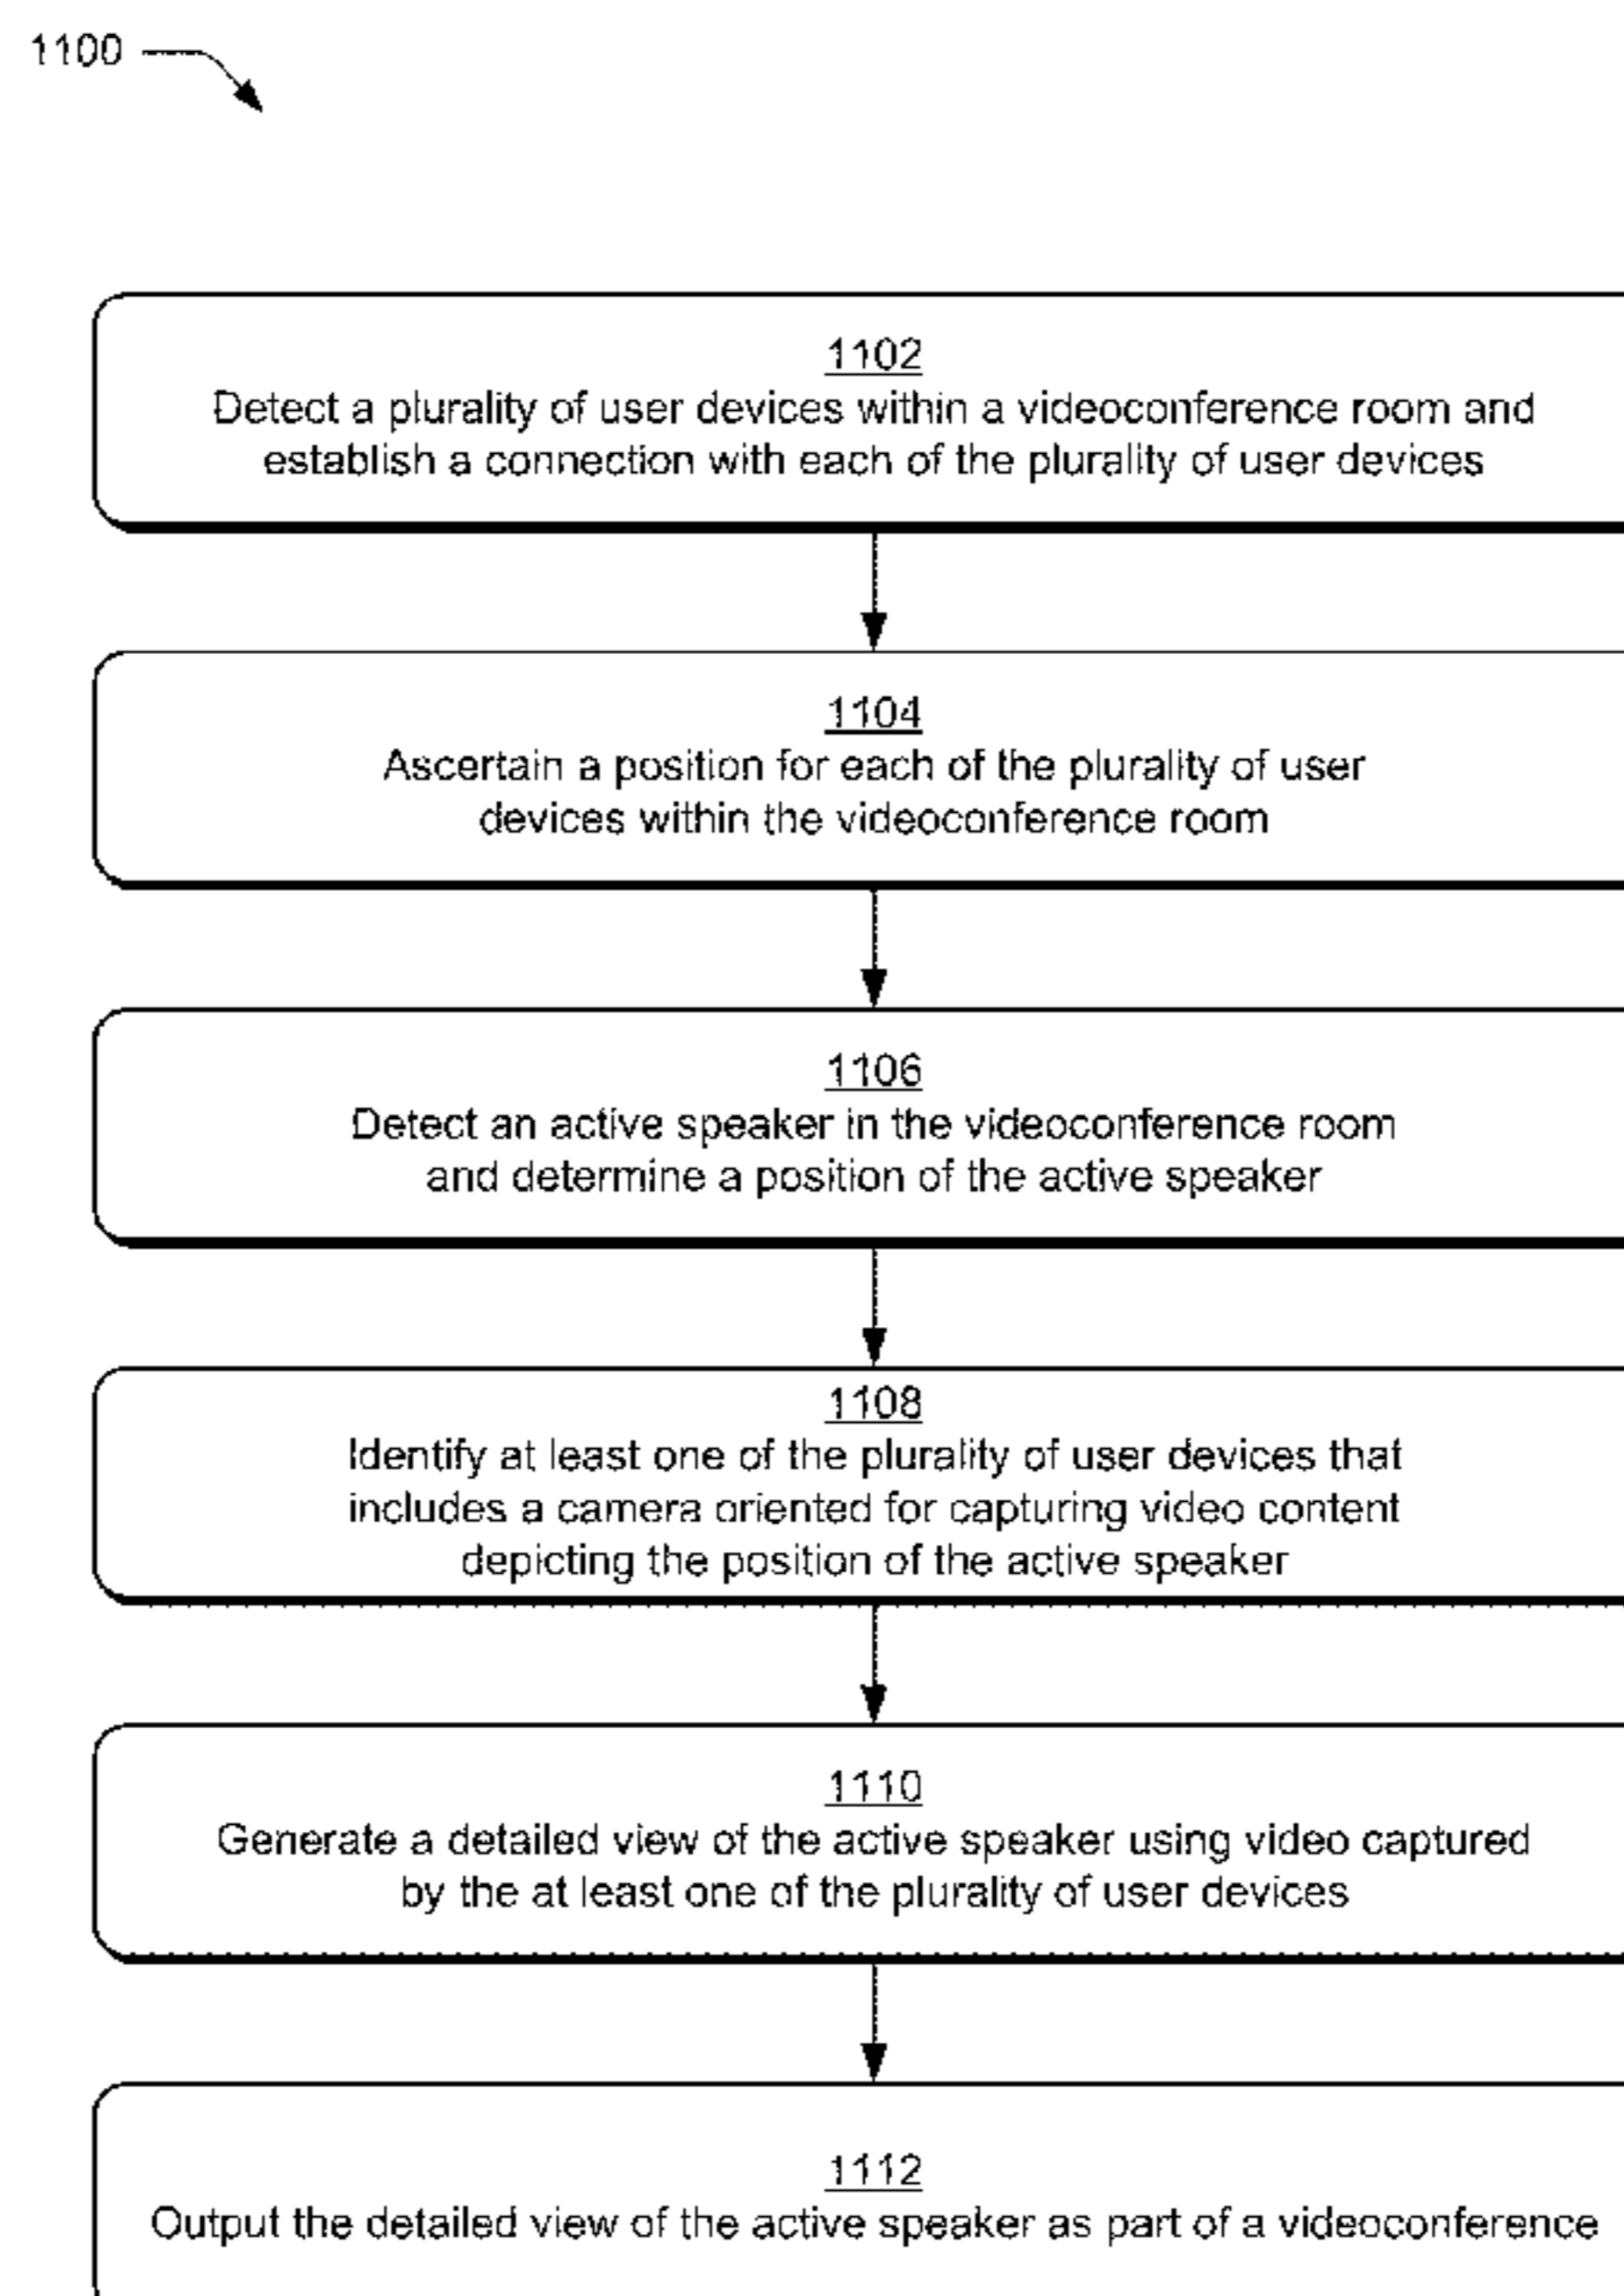 1100
1102
Detect a plurality of user devices within a videoconference room and
establish a connection with each of the plurality of user devices
1104
Ascertain a position for each of the plurality of user
devices within the videoconference room
1106
Detect an active speaker in the videoconference room
and determine a position of the active speaker
1108
Identify at least one of the plurality of user devices that
includes a camera oriented for capturing video content
depicting the position of the active speaker
1110
Generate a detailed view of the active speaker using video captured
by the at least one of the plurality of user devices
1112
Output the detailed view of the active speaker as part of a videoconference